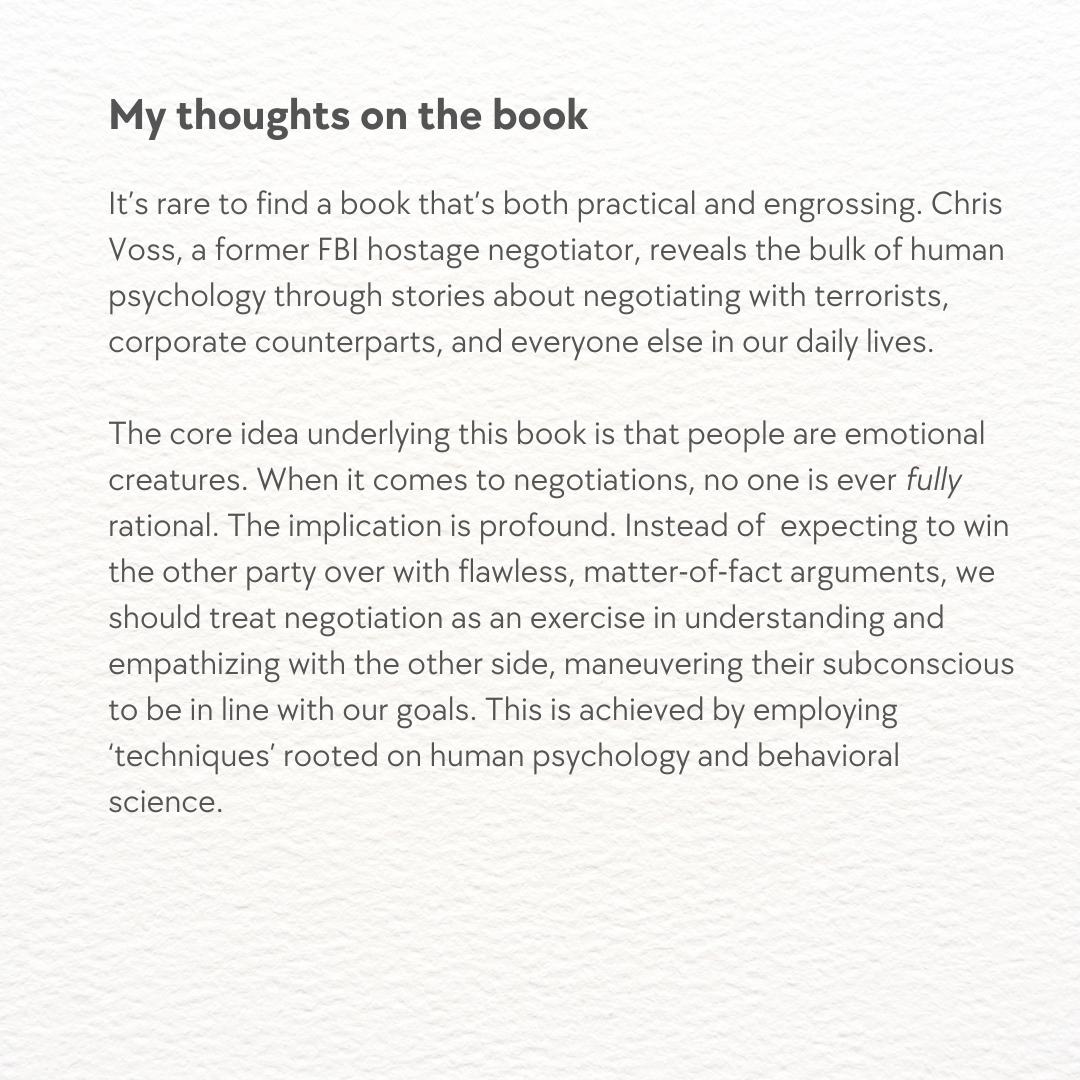 My thoughts on the book
It’s rare to find a book that’s both practical and engrossing. Chris
Voss, a former FBI hostage negotiator, reveals the bulk of human
psychology through stories about negotiating with terrorists,
corporate counterparts, and everyone else in our daily lives.
The core idea underlying this book is that people are emotional
creatures. When it comes to negotiations, no one is ever fully
rational. The implication is profound. Instead of  expecting to win
the other party over with flawless, matter-of-fact arguments, we
should treat negotiation as an exercise in understanding and
empathizing with the other side, maneuvering their subconscious
to be in line with our goals. This is achieved by employing
‘techniques’ rooted on human psychology and behavioral
science.